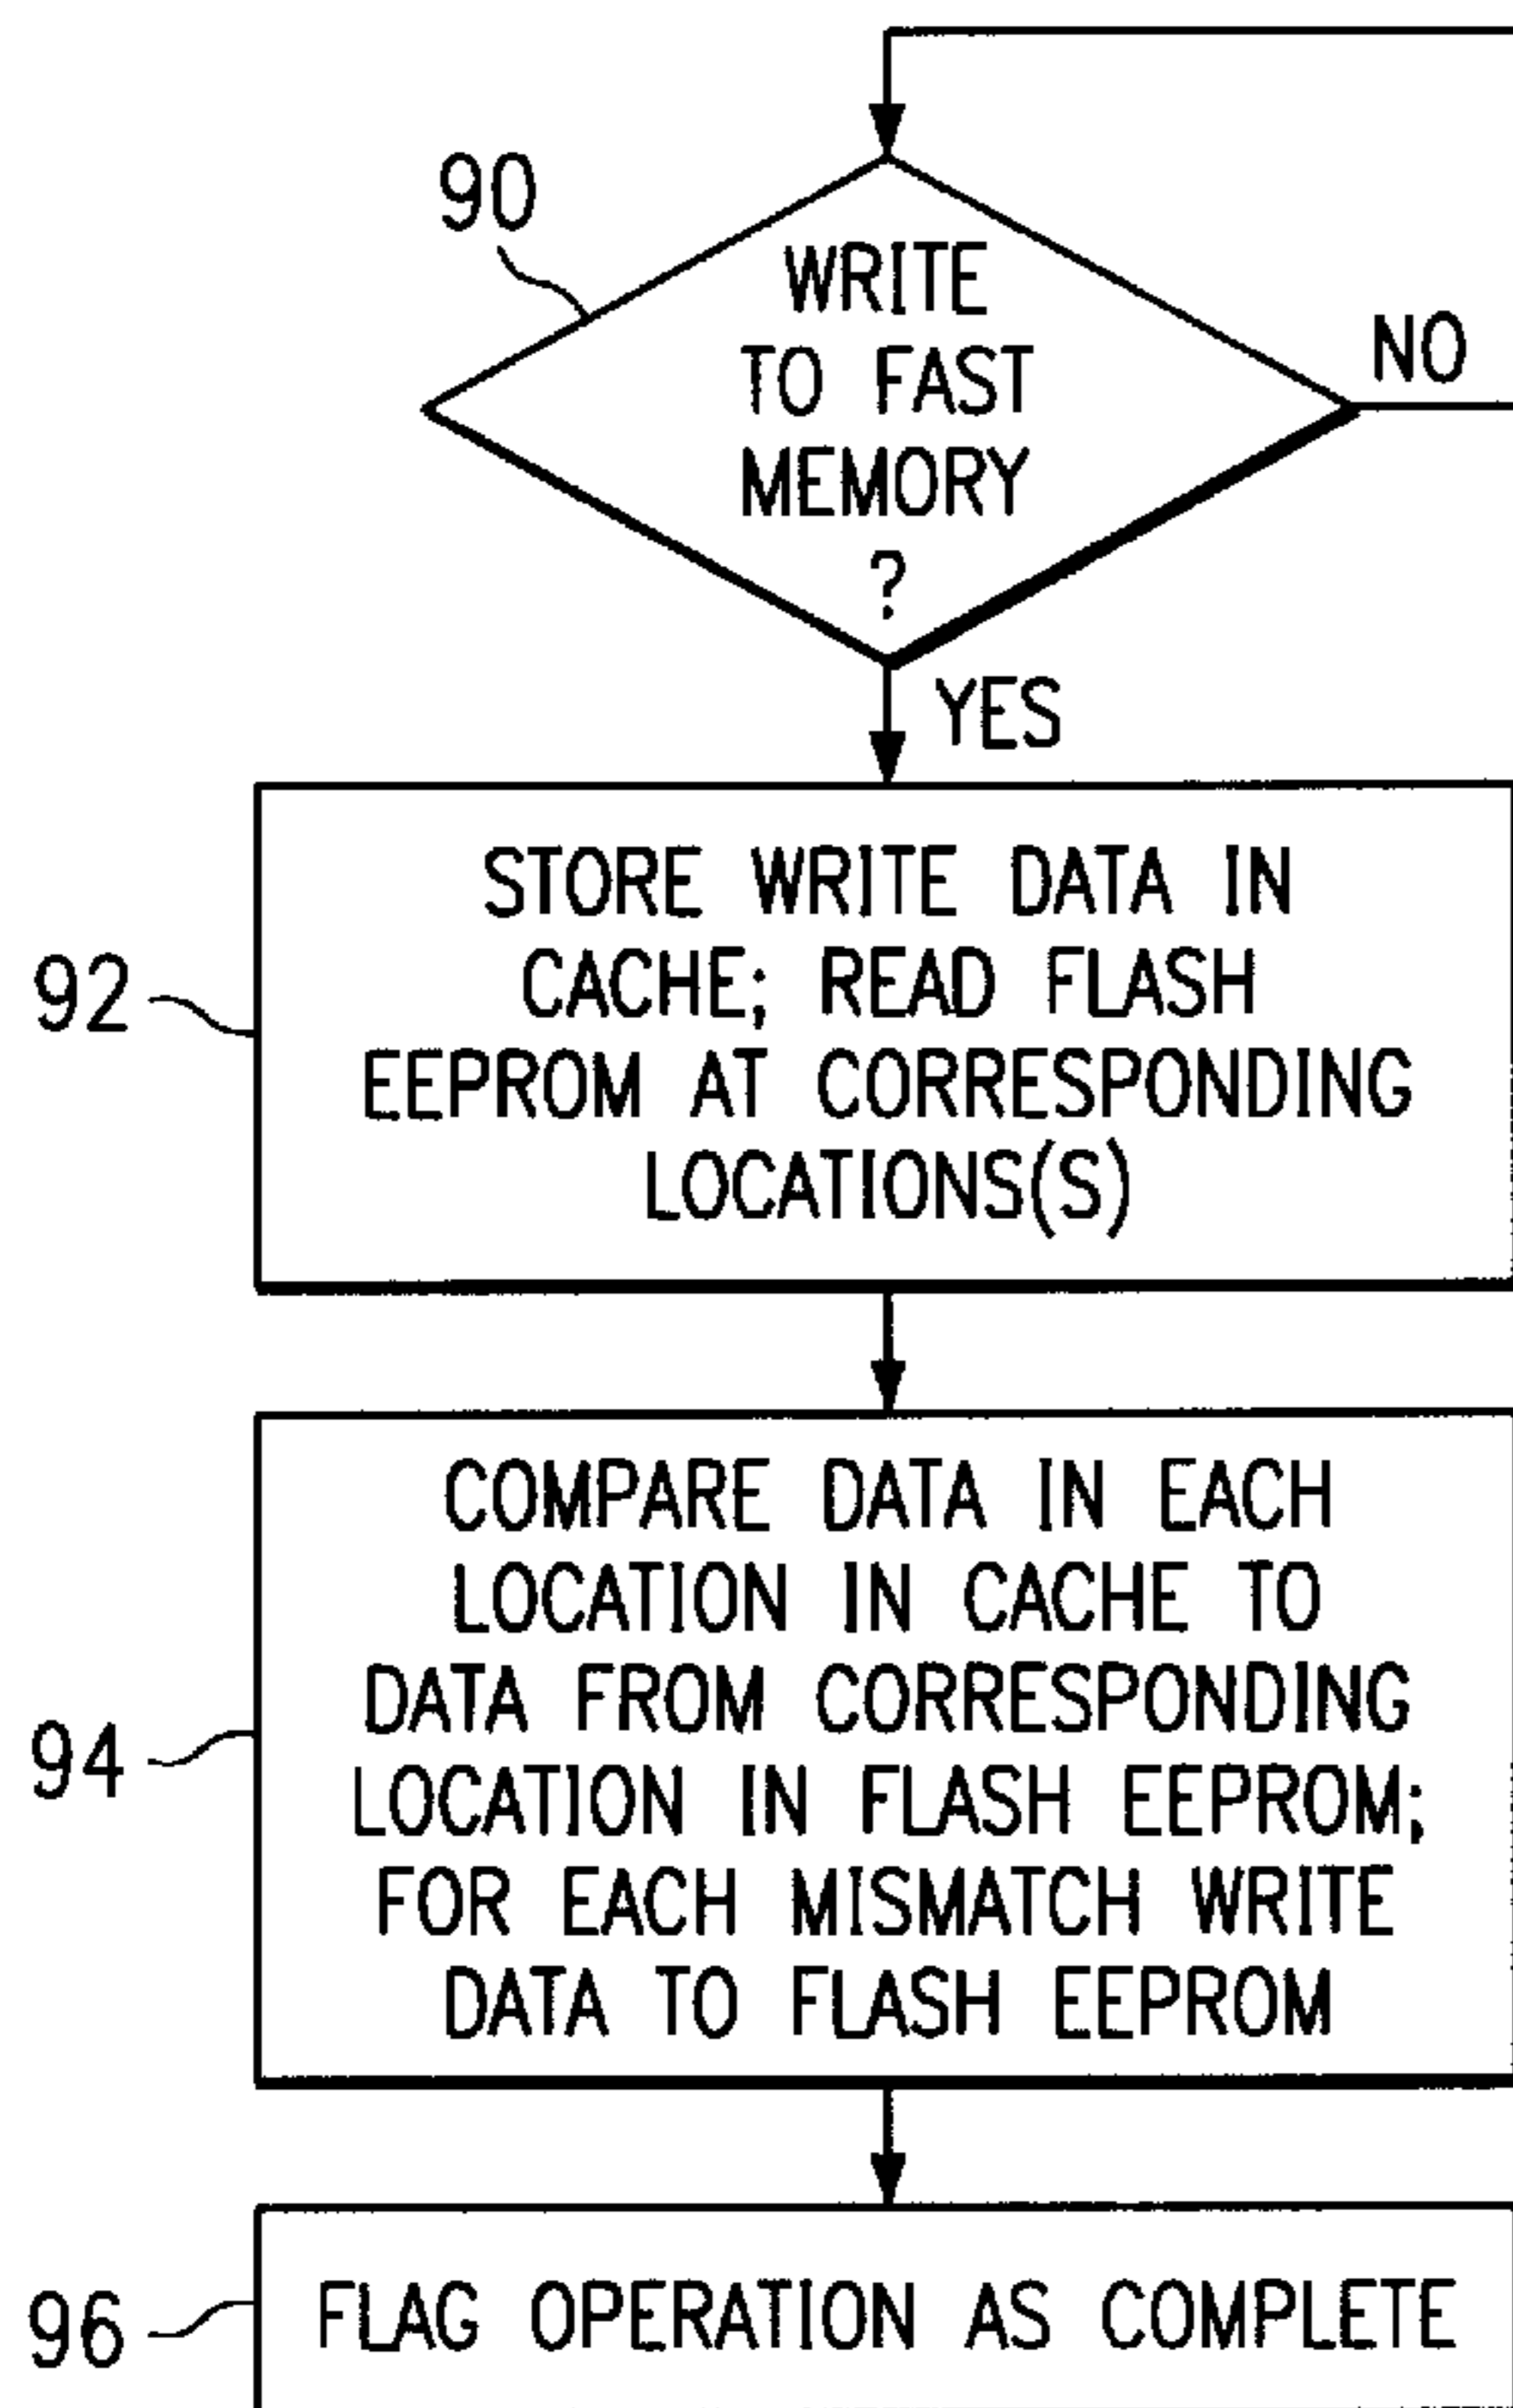 90
WRITE
TO FAST
MEMORY
?
NO
YES
92
STORE WRITE DATA IN
CACHE; READ FLASH
EEPROM AT CORRESPONDING
LOCATIONS(S)
94
COMPARE DATA IN EACH
LOCATION IN CACHE TO
DATA FROM CORRESPONDING
LOCATION IN FLASH EEPROM;
FOR EACH MISMATCH WRITE
DATA TO FLASH EEPROM
96
FLAG OPERATION AS COMPLETE